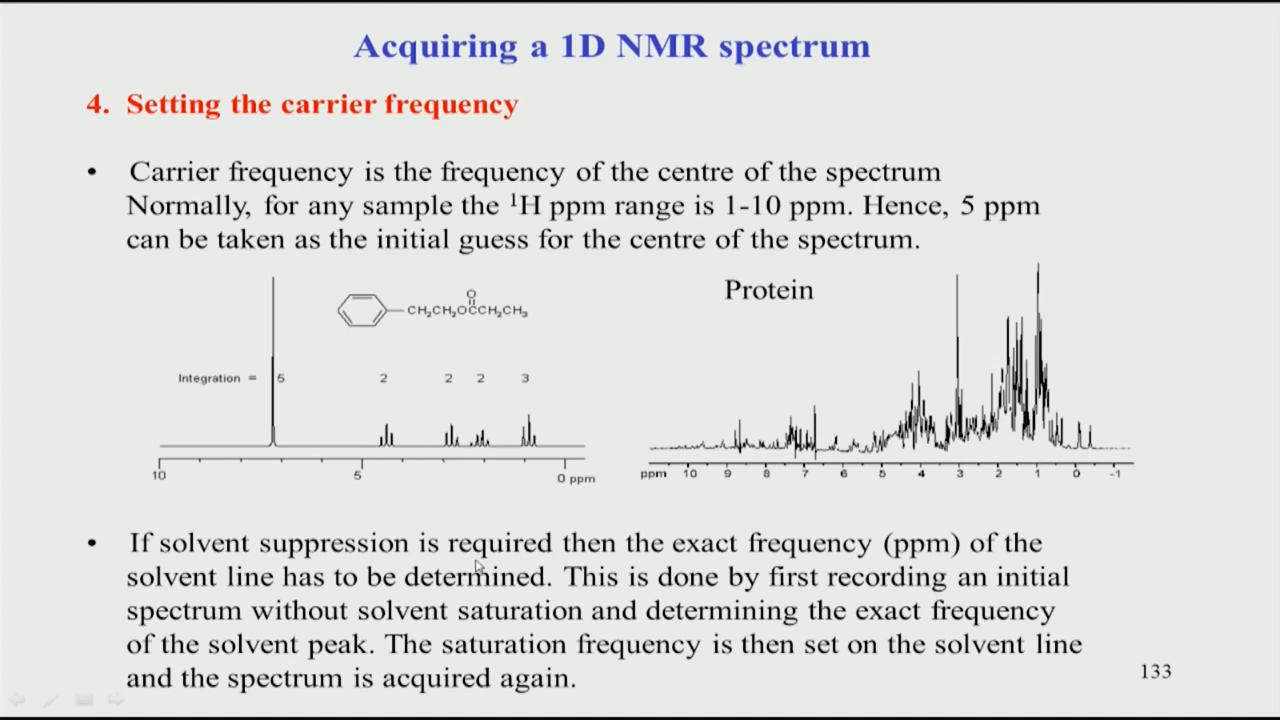 Acquiring a 1D NMR spectrum
4. Setting the carrier frequency
• Carrier frequency is the frequency of the centre of the spectrum
Normally, for any sample the ¹H ppm range is 1-10 ppm. Hence, 5 ppm
can be taken as the initial guess for the centre of the spectrum.
O
CH₂CH₂OCCH₂CH₃
Integration = 5 2 2 2 3
10 5 0 ppm
Protein
ppm 10 9 8 7 6 5 4 3 2 1 0 -1
• If solvent suppression is required then the exact frequency (ppm) of the
solvent line has to be determined. This is done by first recording an initial
spectrum without solvent saturation and determining the exact frequency
of the solvent peak. The saturation frequency is then set on the solvent line
and the spectrum is acquired again.
133